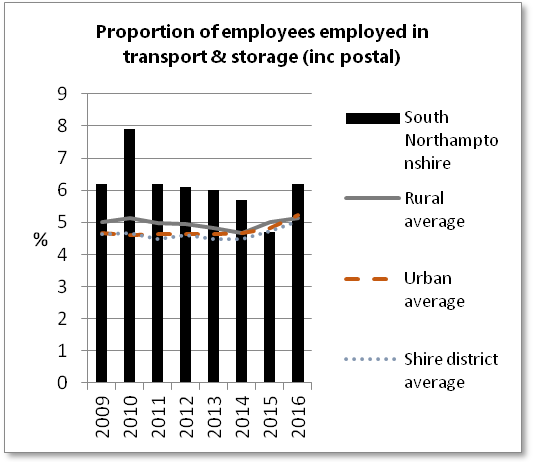 Proportion of employees employed in
transport & storage (inc postal)
9
8
7
6
5
4
3
2
1
0
%
2009
2010
2011
2012
2013
2014
2015
2016
South
Northampto
nshire
Rural
average
Urban
average
Shire district
average